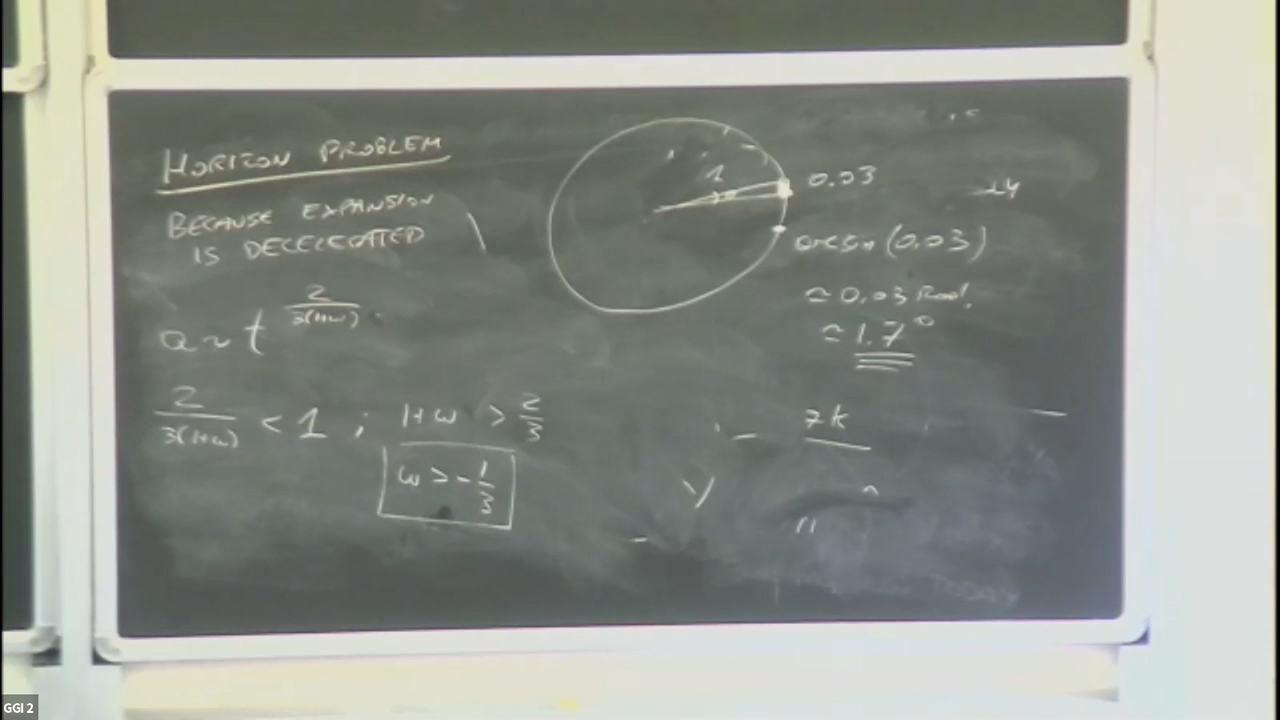 HORIZON PROBLEM
BECAUSE EXPANSION
IS DECELERATED
a ~ t^{2/3(1+w)}
2/3(1+w) < 1 ; 1+w > 2/3
w > -1/3
1
0.03
arcsin(0.03)
≃ 0.03 Rad.
≃ 1.7°
GGI 2